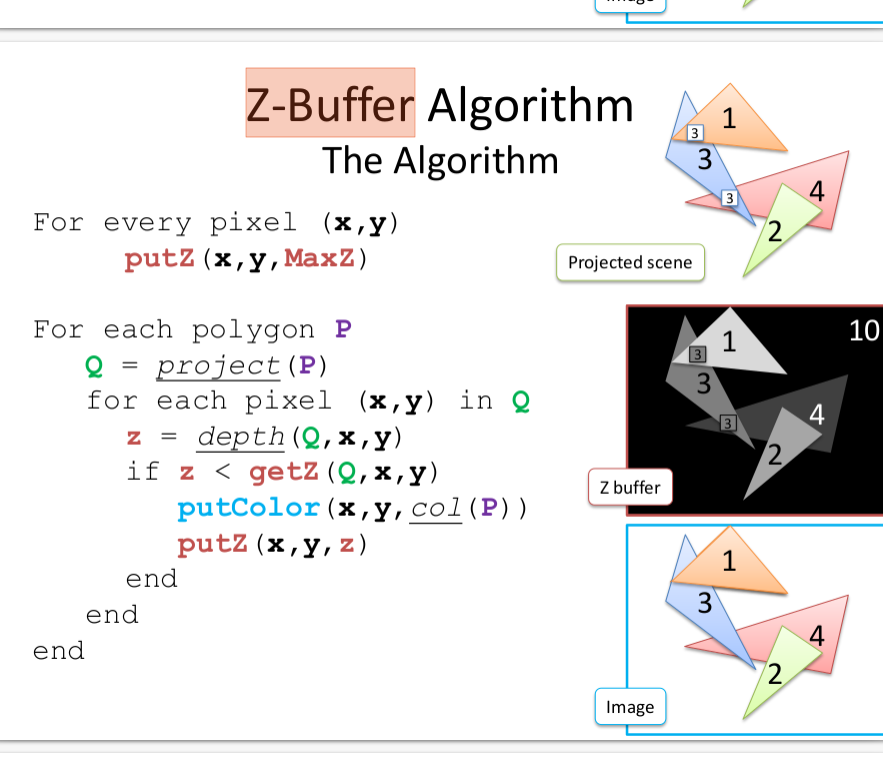 Z-Buffer Algorithm
The Algorithm
For every pixel (x,y)
putZ(x,y,MaxZ)
For each polygon P
Q = project(P)
for each pixel (x,y) in Q
z = depth(Q,x,y)
if z < getZ(Q,x,y)
putColor(x,y,col(P))
putZ(x,y,z)
end
end
end
1
3
3
3
4
2
Projected scene
10
1
3
3
3
4
2
Z buffer
1
3
4
2
Image